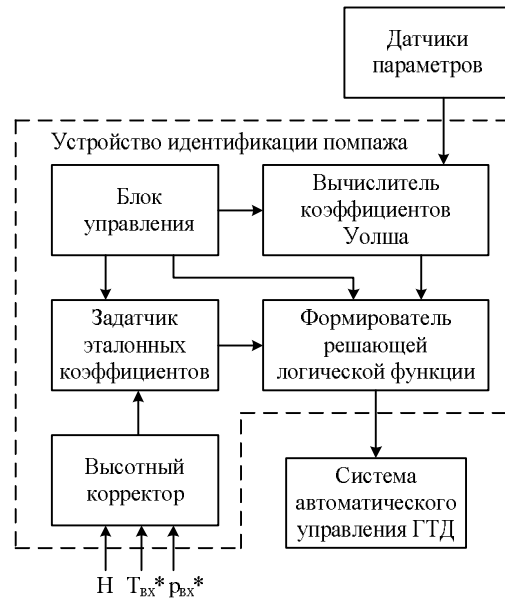 Датчики
параметров
Устройство идентификации помпажа
Блок
управления
Вычислитель
коэффициентов
Уолша
Задатчик
эталонных
коэффициентов
Формирователь
решающей
логической функции
Высотный
корректор
Система
автоматического
управления ГТД
H Tвх* pвх*